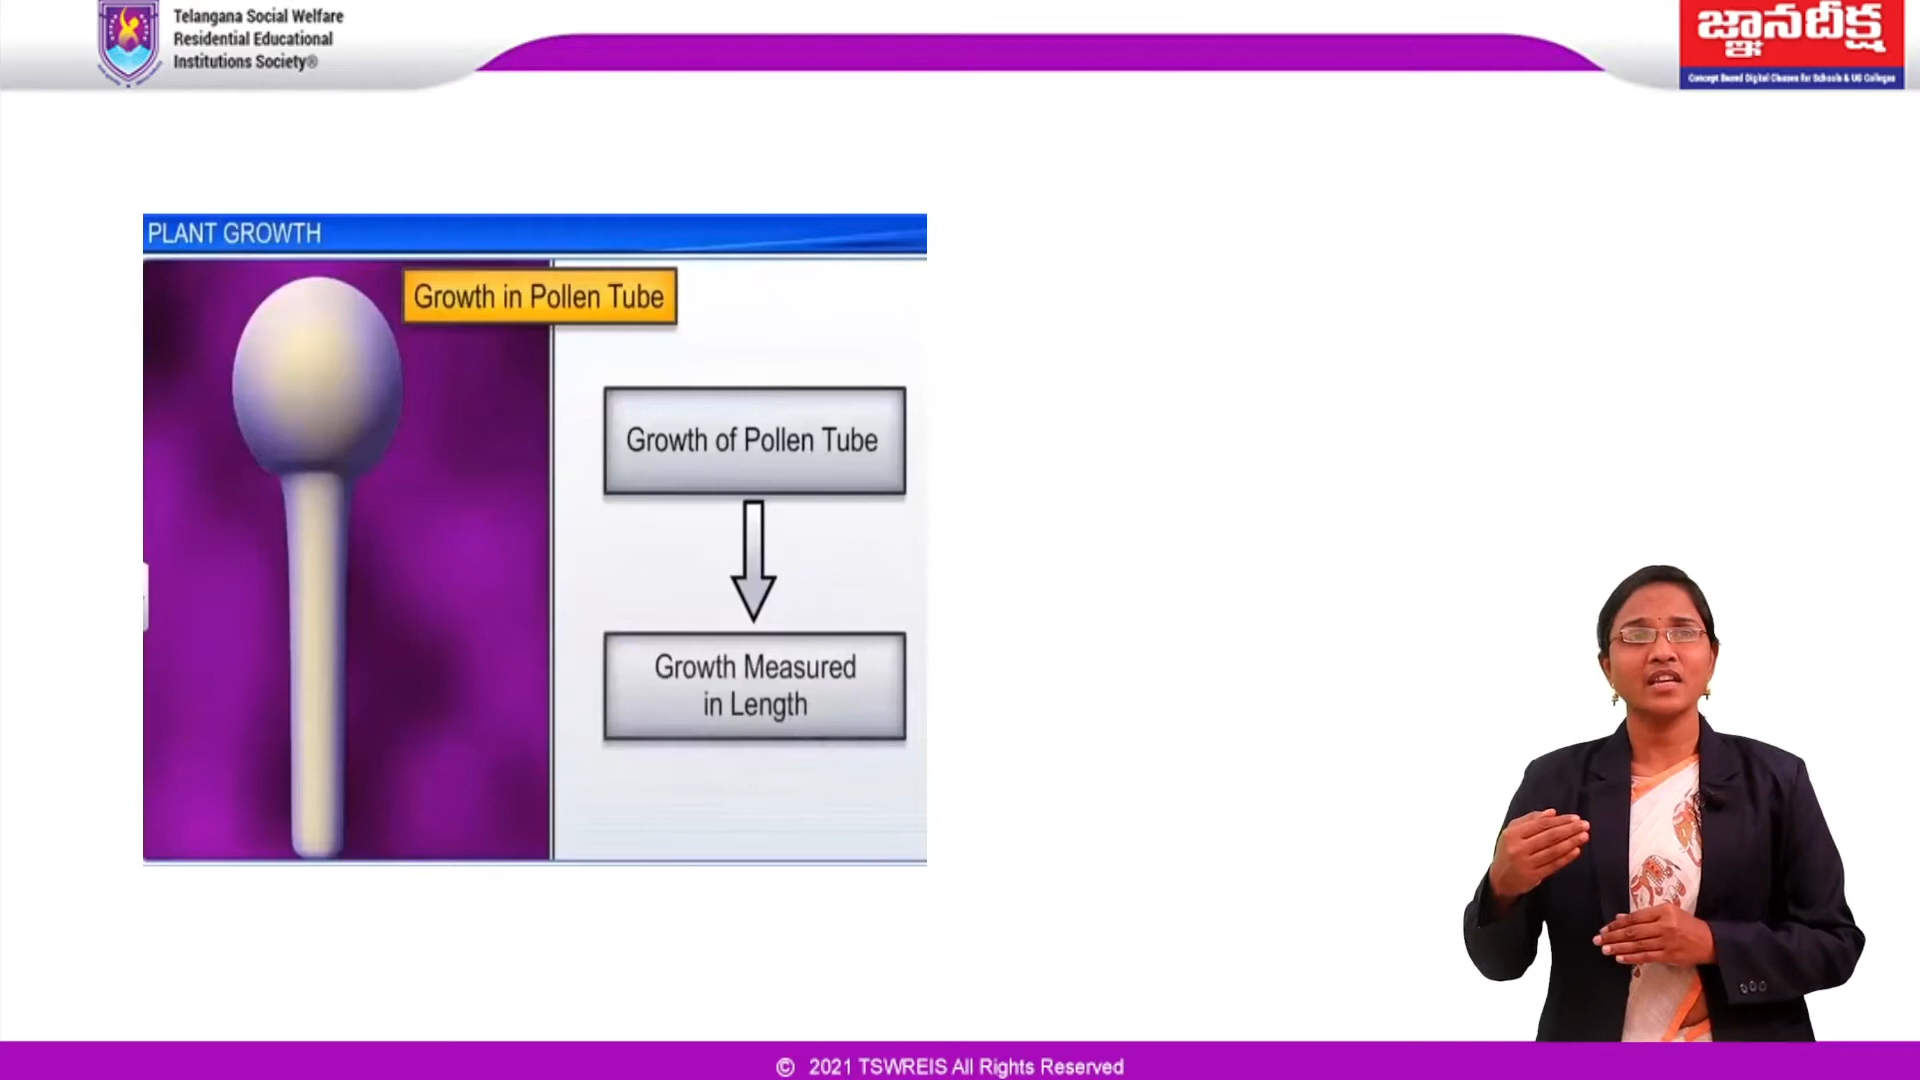 Telangana Social Welfare
Residential Educational
Institutions Society®
జ్ఞానదీక్ష
Concept Based Digital Classes for Schools & UG Colleges
PLANT GROWTH
Growth in Pollen Tube
Growth of Pollen Tube
Growth Measured
in Length
© 2021 TSWREIS All Rights Reserved